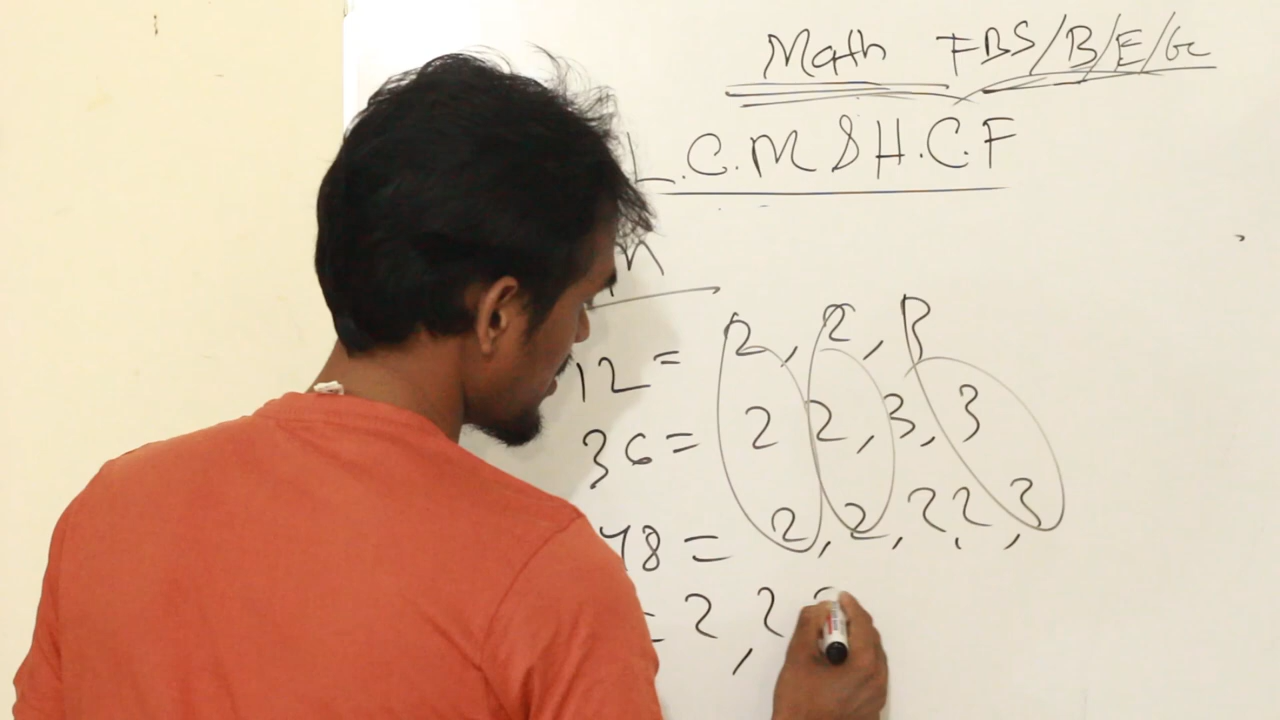 Math FBS/B/E/Gc
L.C.M & H.C.F
12 = 2, 2, 3
36 = 2 2, 3, 3
48 = 2, 2, 2 2, 3
= 2, 2